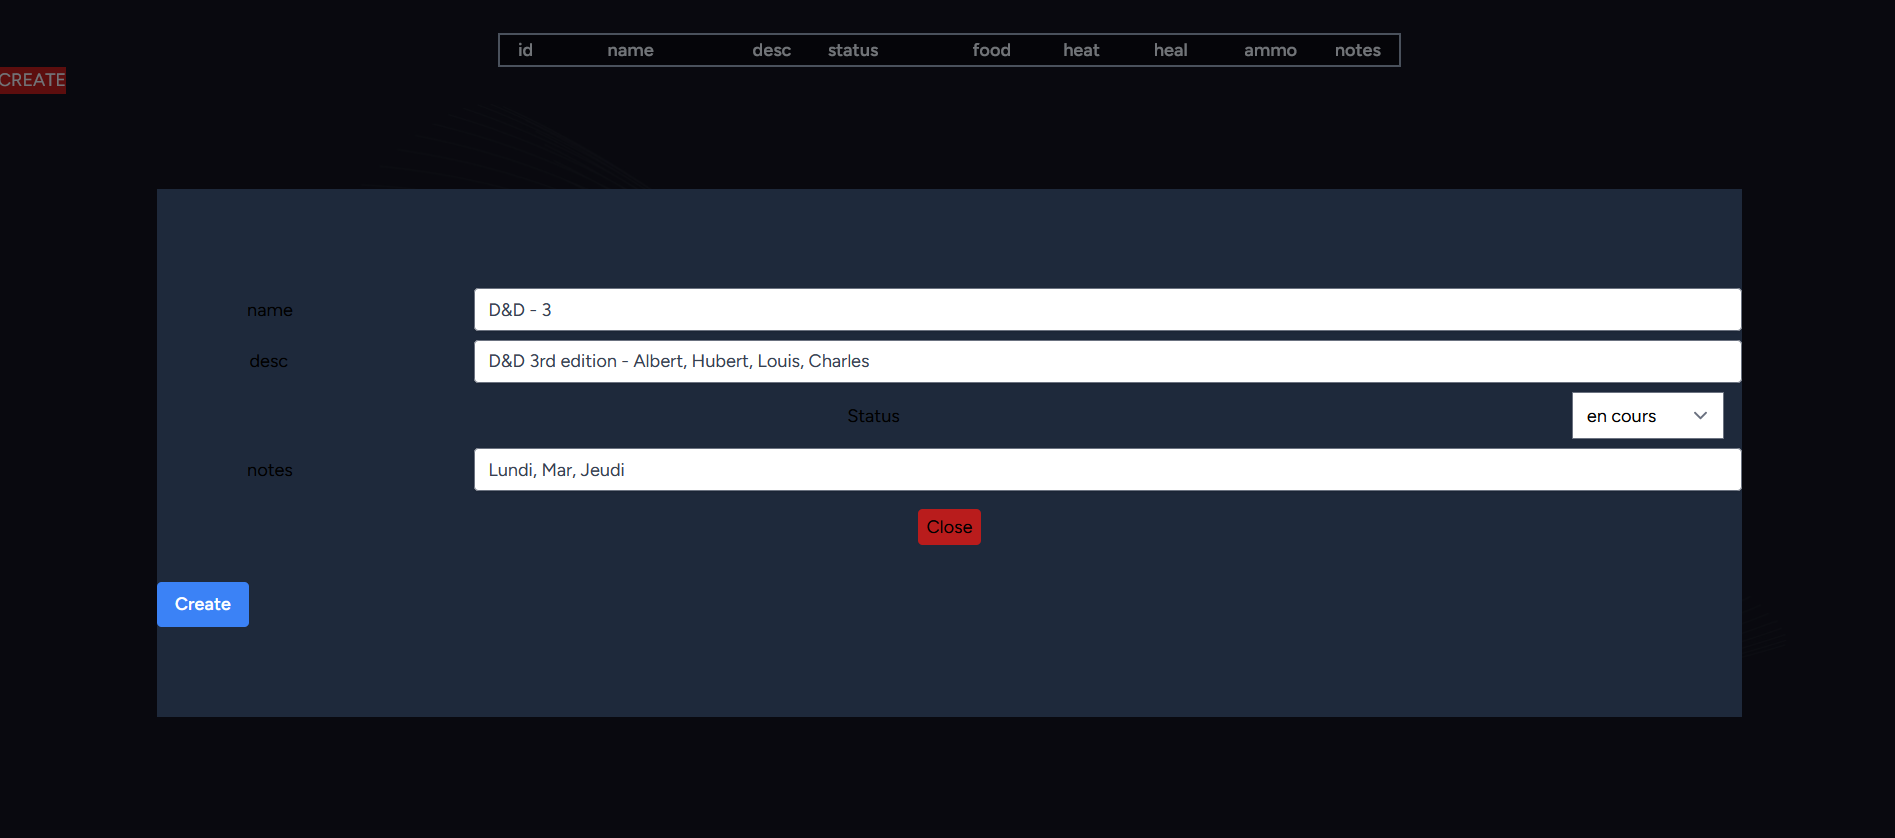 id name desc status food heat heal ammo notes
CREATE
name D&D - 3
desc D&D 3rd edition - Albert, Hubert, Louis, Charles
Status en cours
notes Lundi, Mar, Jeudi
Close
Create